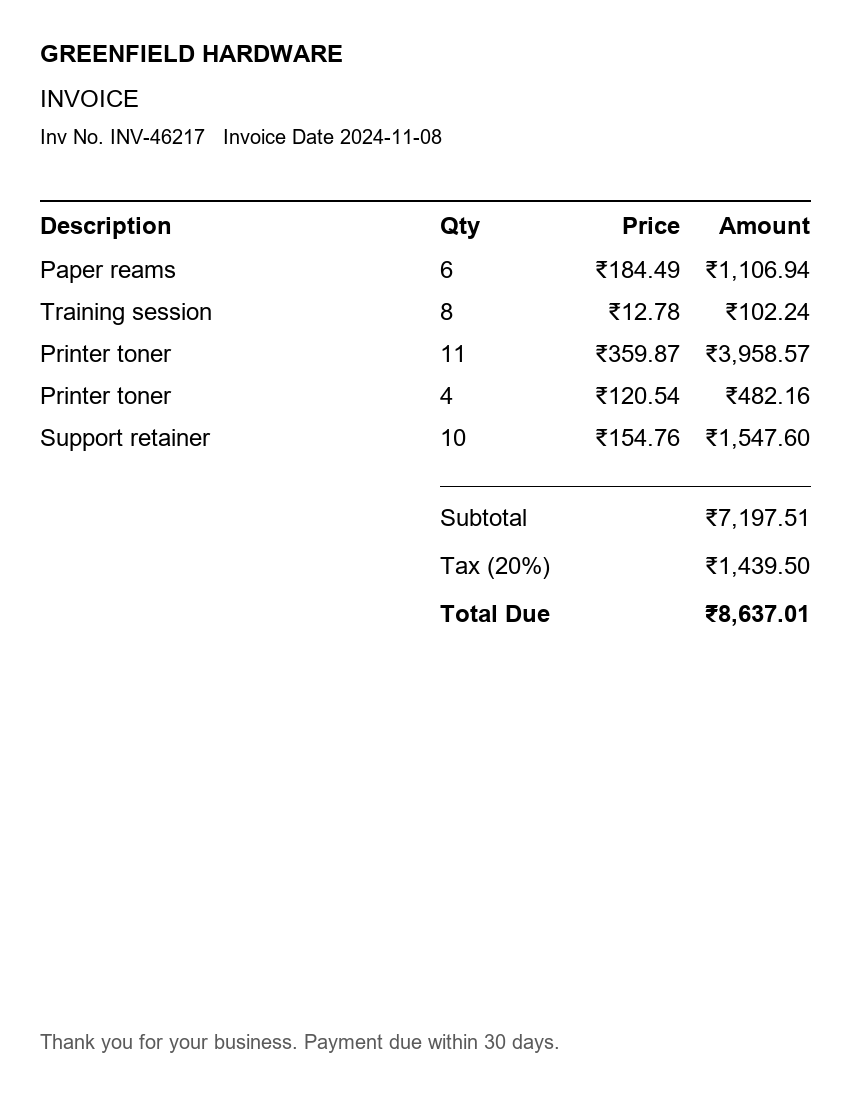 GREENFIELD HARDWARE
INVOICE
Inv No. INV-46217 Invoice Date 2024-11-08
Description Qty Price Amount
Paper reams 6 ₹184.49 ₹1,106.94
Training session 8 ₹12.78 ₹102.24
Printer toner 11 ₹359.87 ₹3,958.57
Printer toner 4 ₹120.54 ₹482.16
Support retainer 10 ₹154.76 ₹1,547.60
Subtotal ₹7,197.51
Tax (20%) ₹1,439.50
Total Due ₹8,637.01
Thank you for your business. Payment due within 30 days.